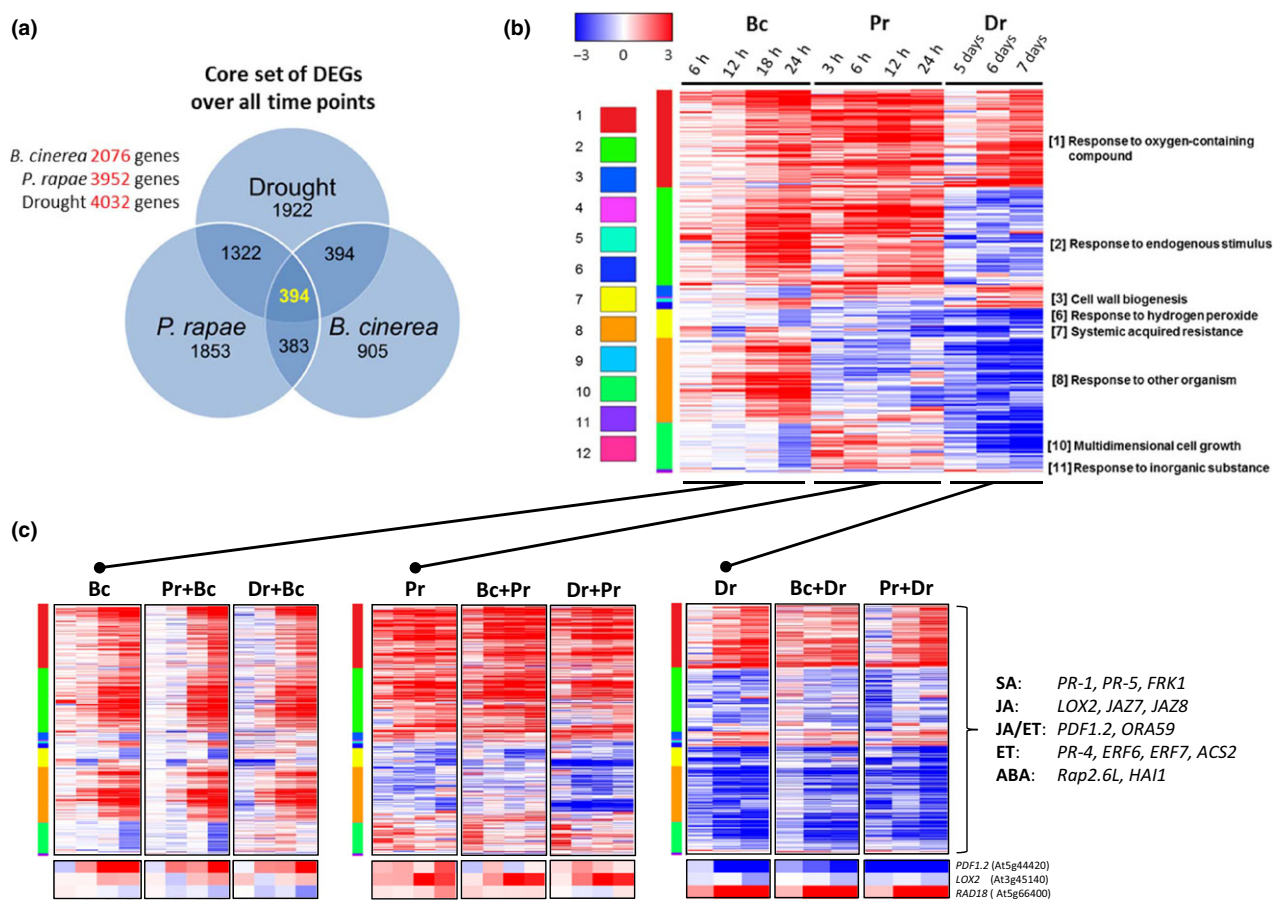 (a)
Core set of DEGs
over all time points
B. cinerea 2076 genes
P. rapae 3952 genes
Drought 4032 genes
Drought
1922
1322
394
394
P. rapae
1853
383
B. cinerea
905
(b)
−3 0 3
Bc Pr Dr
6 h 12 h 18 h 24 h 3 h 6 h 12 h 24 h 5 days 6 days 7 days
1
2
3
4
5
6
7
8
9
10
11
12
[1] Response to oxygen-containing
compound
[2] Response to endogenous stimulus
[3] Cell wall biogenesis
[6] Response to hydrogen peroxide
[7] Systemic acquired resistance
[8] Response to other organism
[10] Multidimensional cell growth
[11] Response to inorganic substance
(c)
Bc Pr+Bc Dr+Bc Pr Bc+Pr Dr+Pr Dr Bc+Dr Pr+Dr
SA: PR-1, PR-5, FRK1
JA: LOX2, JAZ7, JAZ8
JA/ET: PDF1.2, ORA59
ET: PR-4, ERF6, ERF7, ACS2
ABA: Rap2.6L, HAI1
PDF1.2 (At5g44420)
LOX2 (At3g45140)
RAD18 ( At5g66400)